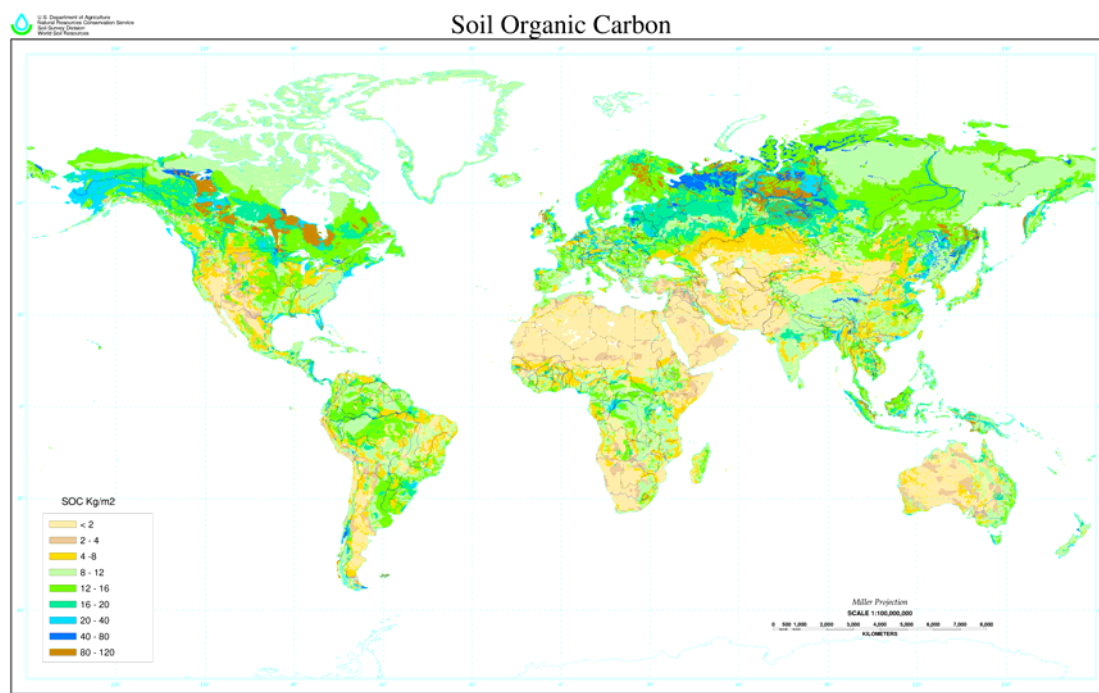 U.S. Department of Agriculture
Natural Resources Conservation Service
Soil Survey Division
World Soil Resources
Soil Organic Carbon
SOC Kg/m2
< 2
2 - 4
4 -8
8 - 12
12 - 16
16 - 20
20 - 40
40 - 80
80 - 120
Miller Projection
SCALE 1:100,000,000
0 500 1,000 2,000 3,000 4,000 5,000 6,000 7,000 8,000
KILOMETERS